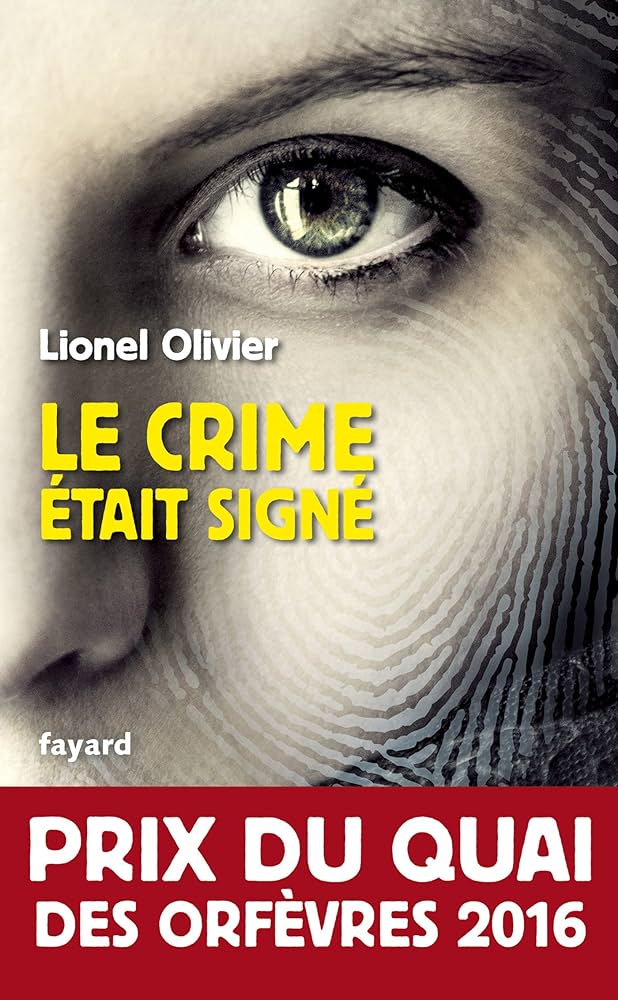 Lionel Olivier
LE CRIME
ÉTAIT SIGNÉ
fayard
PRIX DU QUAI
DES ORFÈVRES 2016